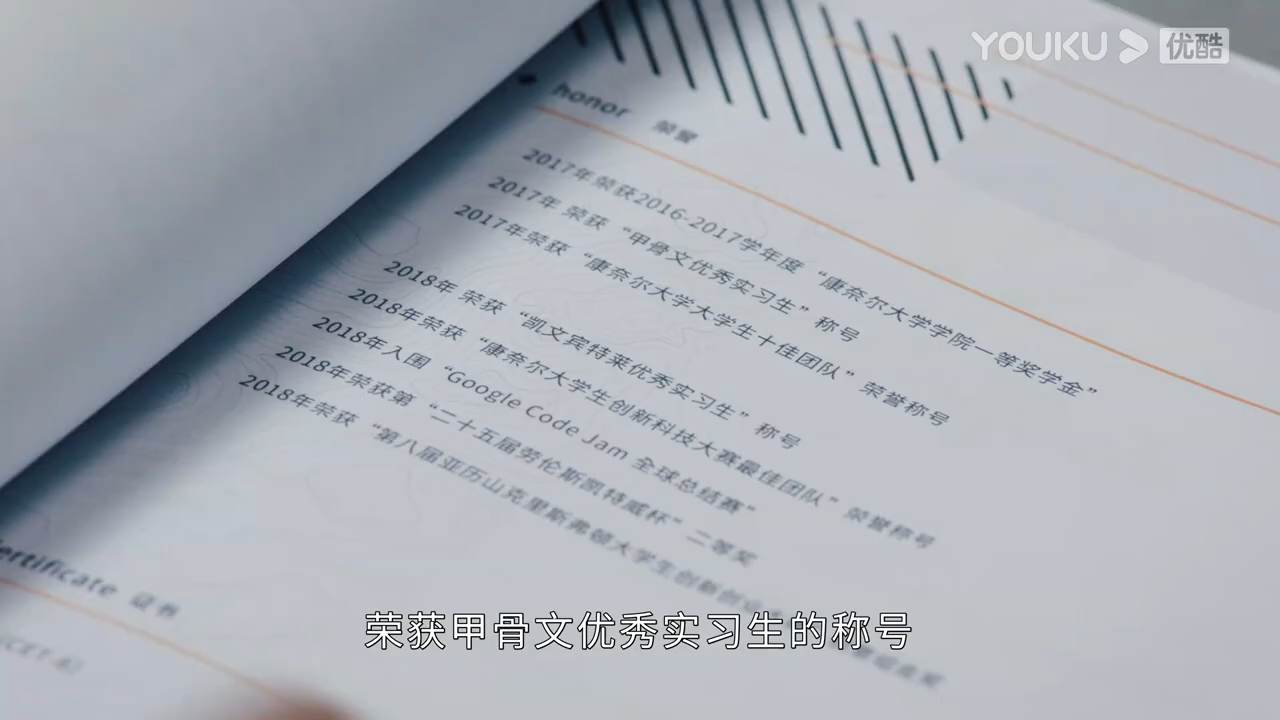 YOUKU 优酷
honor 荣誉
2017年荣获2016-2017学年度“康奈尔大学学院一等奖学金”
2017年 荣获 “甲骨文优秀实习生” 称号
2017年荣获 “康奈尔大学大学生十佳团队” 荣誉称号
2018年 荣获 “凯文宾特莱优秀实习生” 称号
2018年荣获 “康奈尔大学生创新科技大赛最佳团队” 荣誉称号
2018年入围 “Google Code Jam 全球总结赛”
2018年荣获第 “二十五届劳伦斯凯特威杯” 二等奖
2018年荣获 “第八届亚历山克里斯弗顿大学生创新创业
ertificate 证书
荣获甲骨文优秀实习生的称号